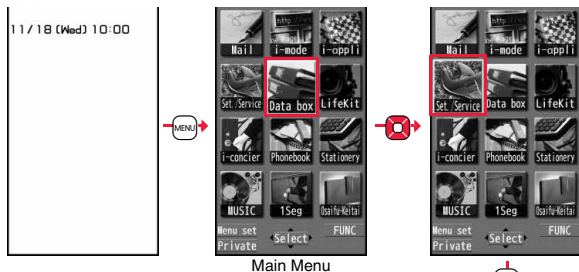 11/18 (Wed) 10:00
MENU
Mail
i-mode
i-αppli
Set./Service
Data box
LifeKit
i-concier
Phonebook
Stationery
MUSIC
1Seg
Osaifu-Keitai
Menu set
Select
FUNC
Private
Main Menu
Mail
i-mode
i-αppli
Set./Service
Data box
LifeKit
i-concier
Phonebook
Stationery
MUSIC
1Seg
Osaifu-Keitai
Menu set
Select
FUNC
Private